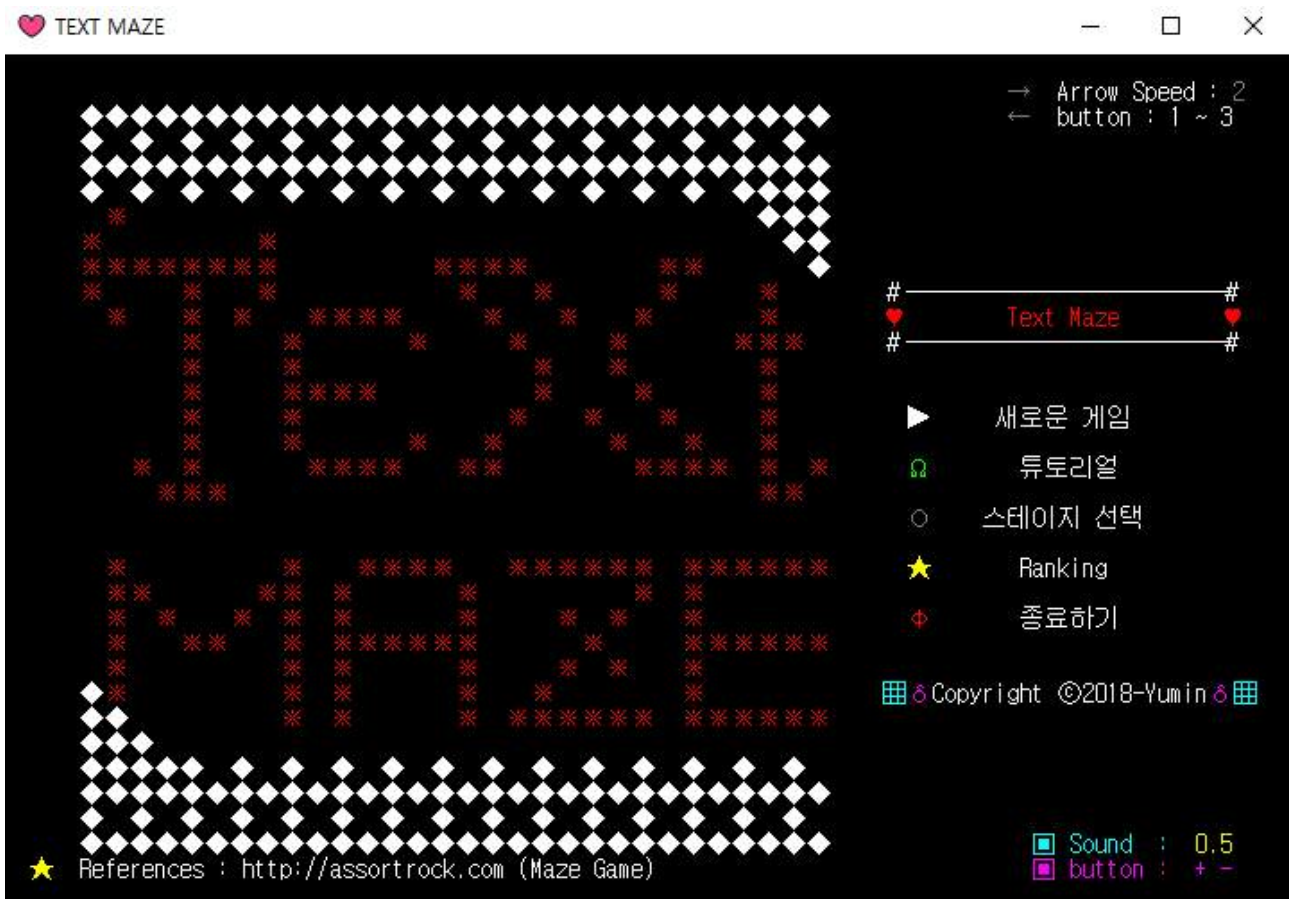 TEXT MAZE
→ Arrow Speed : 2
← button : 1 ~ 3
TEXt
MAZE
Text Maze
새로운 게임
튜토리얼
스테이지 선택
Ranking
종료하기
Copyright ©2018-Yumin
Sound : 0.5
button : + -
References : http://assortrock.com (Maze Game)